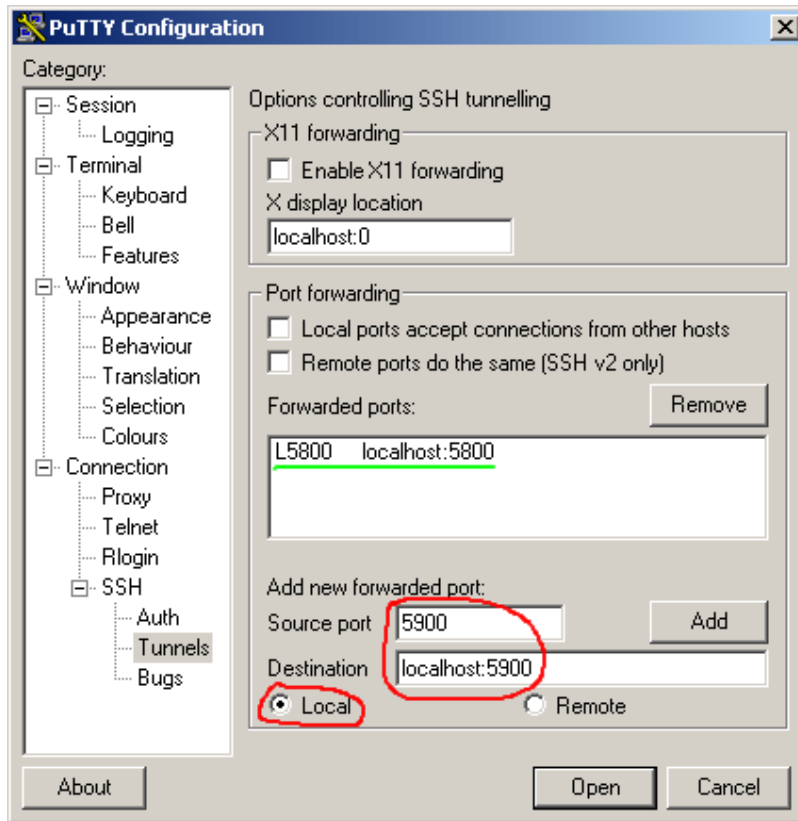 PuTTY Configuration
Category:
Session
Logging
Terminal
Keyboard
Bell
Features
Window
Appearance
Behaviour
Translation
Selection
Colours
Connection
Proxy
Telnet
Rlogin
SSH
Auth
Tunnels
Bugs
Options controlling SSH tunnelling
X11 forwarding
Enable X11 forwarding
X display location
localhost:0
Port forwarding
Local ports accept connections from other hosts
Remote ports do the same (SSH v2 only)
Forwarded ports: Remove
L5800 localhost:5800
Add new forwarded port:
Source port 5900 Add
Destination localhost:5900
Local Remote
About Open Cancel